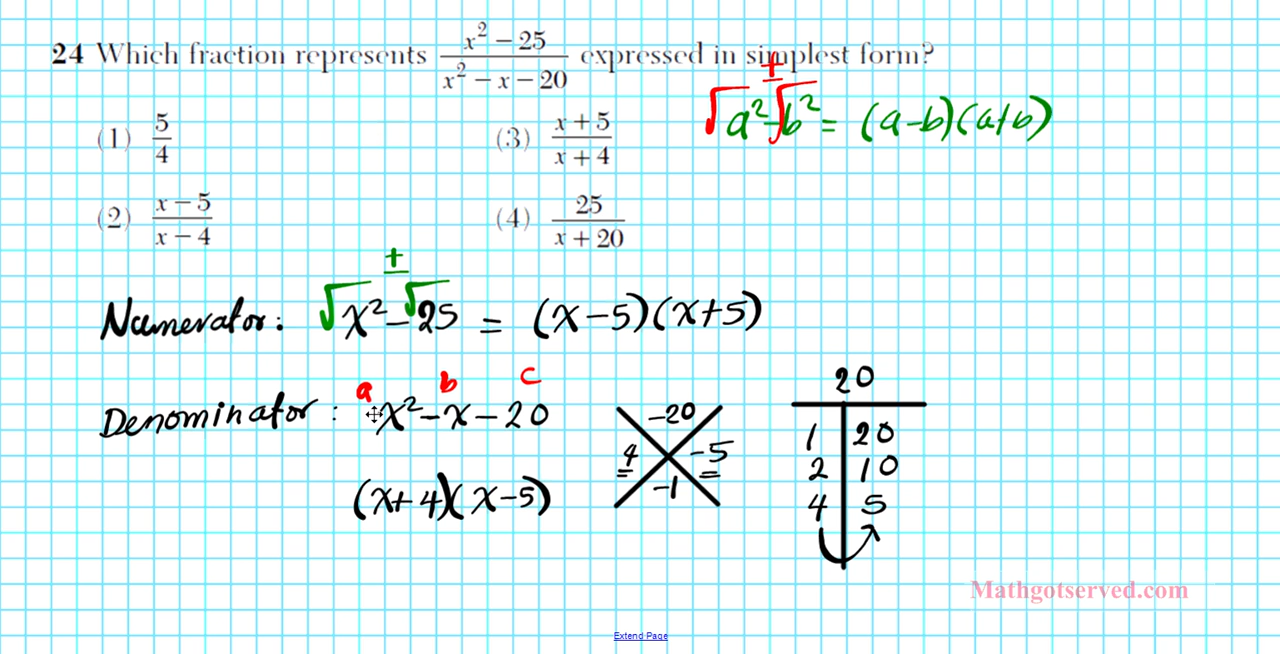 24 Which fraction represents (x² − 25)/(x² − x − 20) expressed in simplest form?
±
√a² − √b² = (a−b)(a+b)
(1) 5/4
(3) (x + 5)/(x + 4)
(2) (x − 5)/(x − 4)
(4) 25/(x + 20)
±
Numerator: √x² − √25 = (x−5)(x+5)
a b c
Denominator: x² − x − 20
(x+4)(x−5)
−20
4 −5
−1
20
1 20
2 10
4 5
Mathgotserved.com
Extend Page